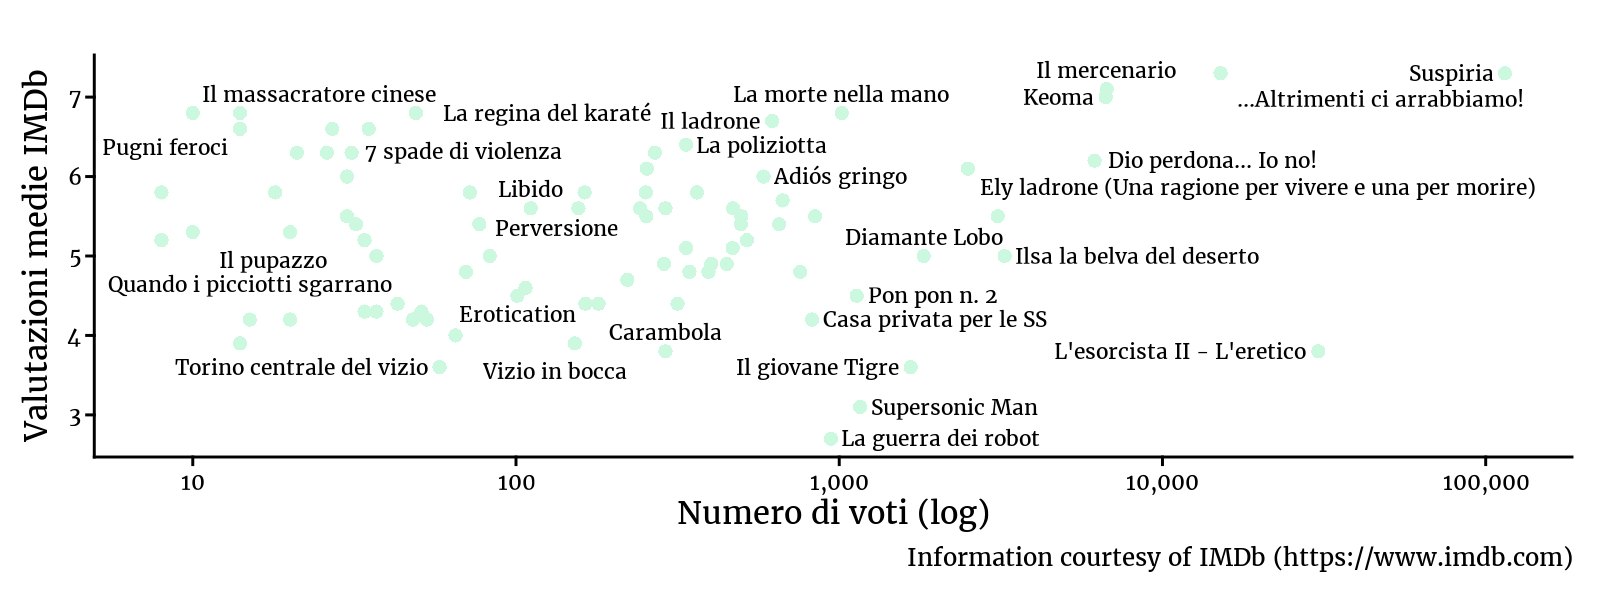 Valutazioni medie IMDb
7
6
5
4
3
Il mercenario
Suspiria
Keoma
...Altrimenti ci arrabbiamo!
Il massacratore cinese
La morte nella mano
La regina del karaté
Il ladrone
Pugni feroci
7 spade di violenza
La poliziotta
Dio perdona... Io no!
Libido
Adiós gringo
Ely ladrone (Una ragione per vivere e una per morire)
Perversione
Diamante Lobo
Il pupazzo
Ilsa la belva del deserto
Quando i picciotti sgarrano
Pon pon n. 2
Erotication
Casa privata per le SS
Carambola
L'esorcista II - L'eretico
Torino centrale del vizio
Vizio in bocca
Il giovane Tigre
Supersonic Man
La guerra dei robot
10
100
1,000
10,000
100,000
Numero di voti (log)
Information courtesy of IMDb (https://www.imdb.com)